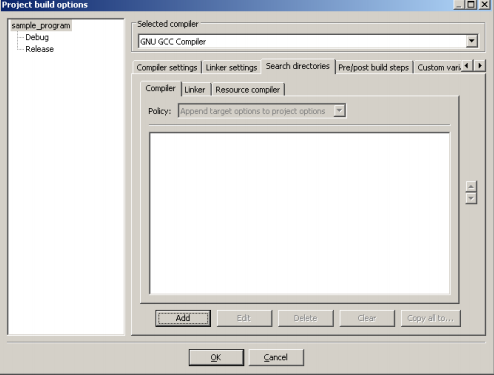 Project build options
sample_program
Debug
Release
Selected compiler
GNU GCC Compiler
Compiler settings Linker settings Search directories Pre/post build steps Custom vari
Compiler Linker Resource compiler
Policy: Append target options to project options
Add Edit Delete Clear Copy all to...
OK Cancel